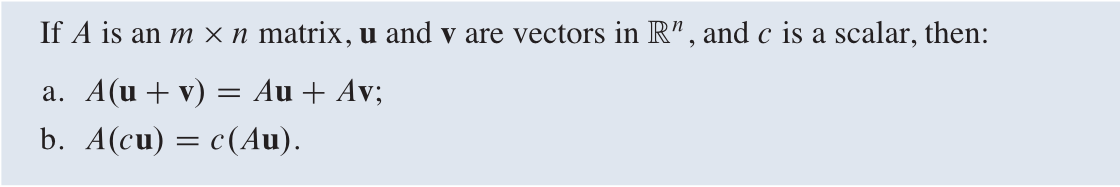 If A is an m × n matrix, u and v are vectors in ℝⁿ, and c is a scalar, then:
a. A(u + v) = Au + Av;
b. A(cu) = c(Au).